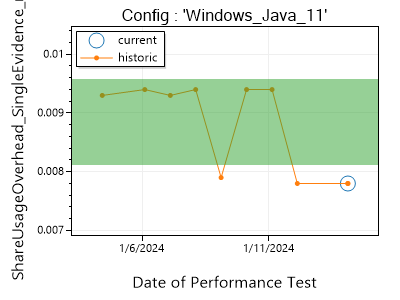 Config : 'Windows_Java_11'
current
historic
0.01
0.009
0.008
0.007
ShareUsageOverhead_SingleEvidence_
1/6/2024
1/11/2024
Date of Performance Test